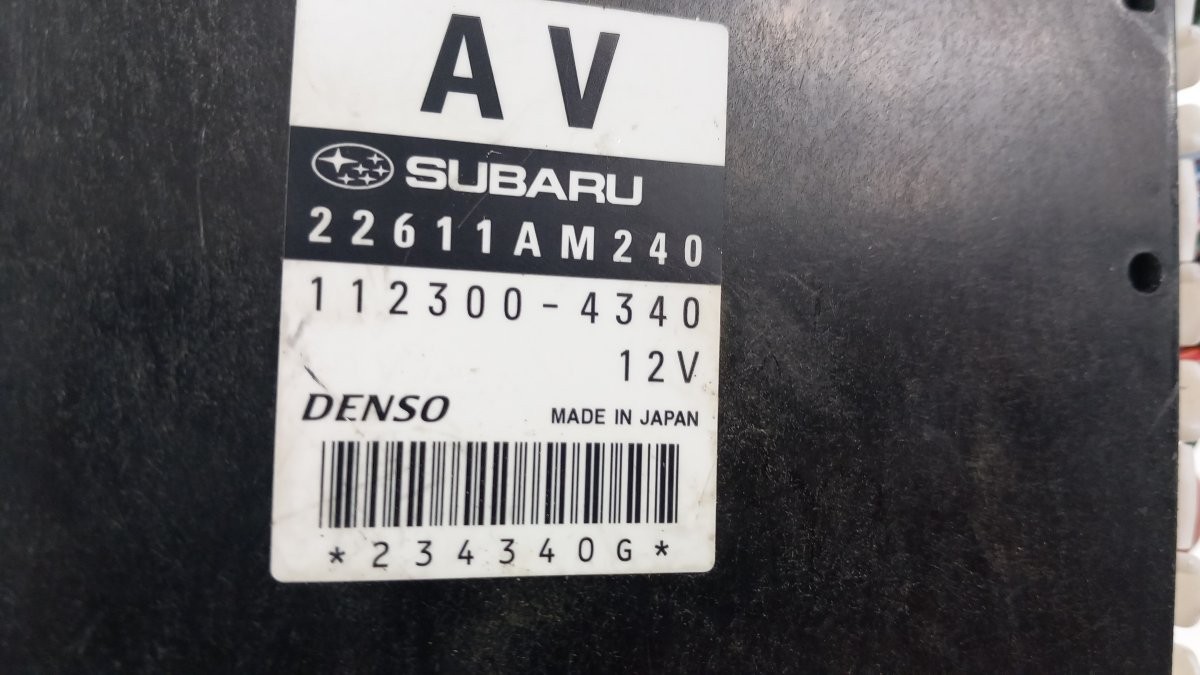 AV
SUBARU
22611AM240
112300-4340
12V
DENSO MADE IN JAPAN
*234340G*